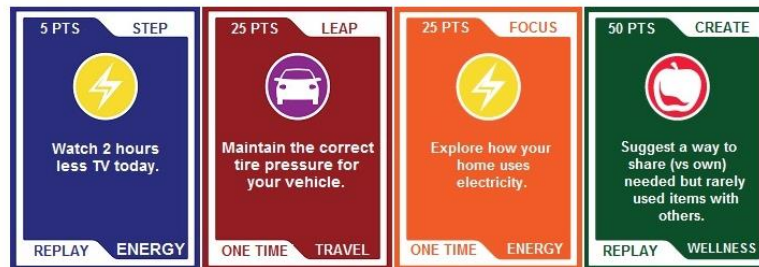 5 PTS STEP
Watch 2 hours
less TV today.
REPLAY ENERGY
25 PTS LEAP
Maintain the correct
tire pressure for
your vehicle.
ONE TIME TRAVEL
25 PTS FOCUS
Explore how your
home uses
electricity.
ONE TIME ENERGY
50 PTS CREATE
Suggest a way to
share (vs own)
needed but rarely
used items with
others.
REPLAY WELLNESS